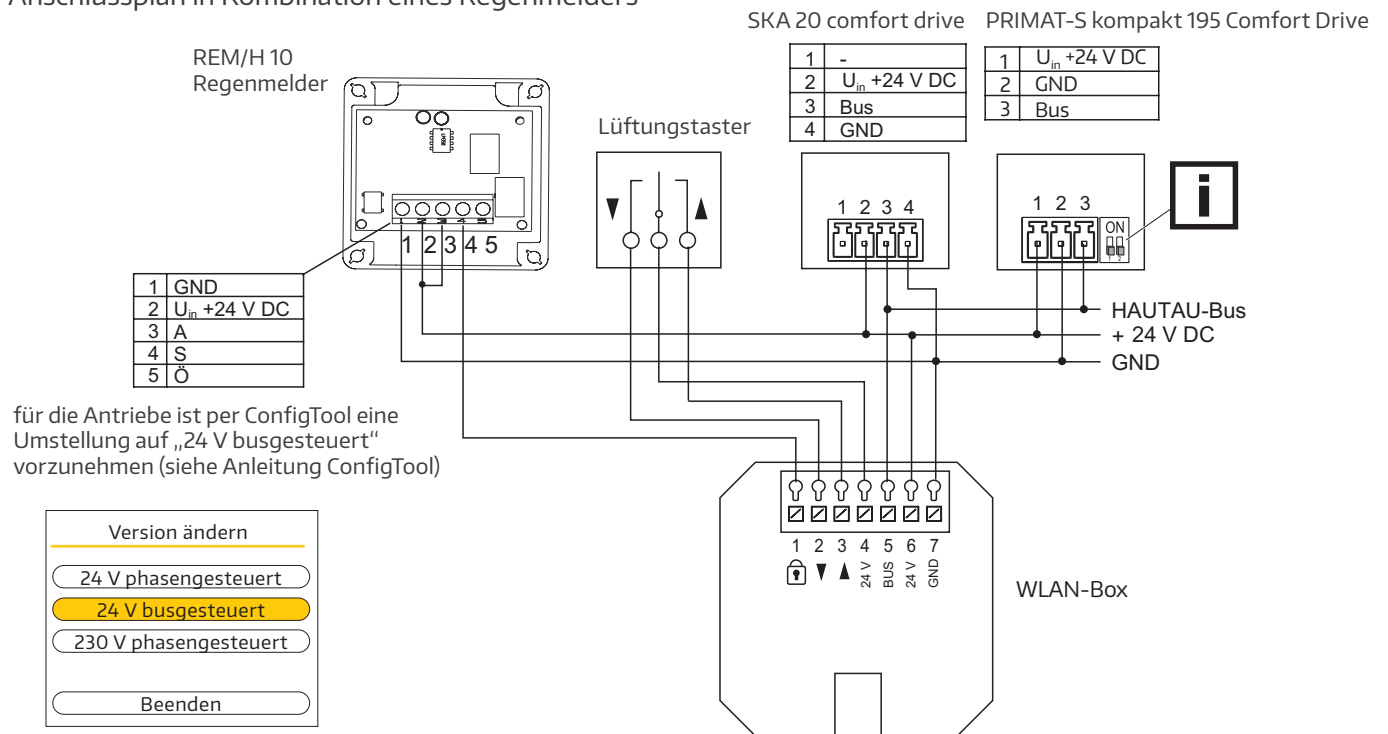 Anschlussplan in Kombination eines Regenmelders
SKA 20 comfort drive
PRIMAT-S kompakt 195 Comfort Drive
REM/H 10
Regenmelder
1 -
2 Uin +24 V DC
3 Bus
4 GND
1 Uin +24 V DC
2 GND
3 Bus
Lüftungstaster
1 2 3 4
1 2 3
ON
1 2
i
1 2 3 4 5
1 GND
2 Uin +24 V DC
3 A
4 S
5 Ö
HAUTAU-Bus
+ 24 V DC
GND
für die Antriebe ist per ConfigTool eine
Umstellung auf „24 V busgesteuert“
vorzunehmen (siehe Anleitung ConfigTool)
Version ändern
24 V phasengesteuert
24 V busgesteuert
230 V phasengesteuert
Beenden
1 2 3 4 5 6 7
24 V
BUS
24 V
GND
WLAN-Box